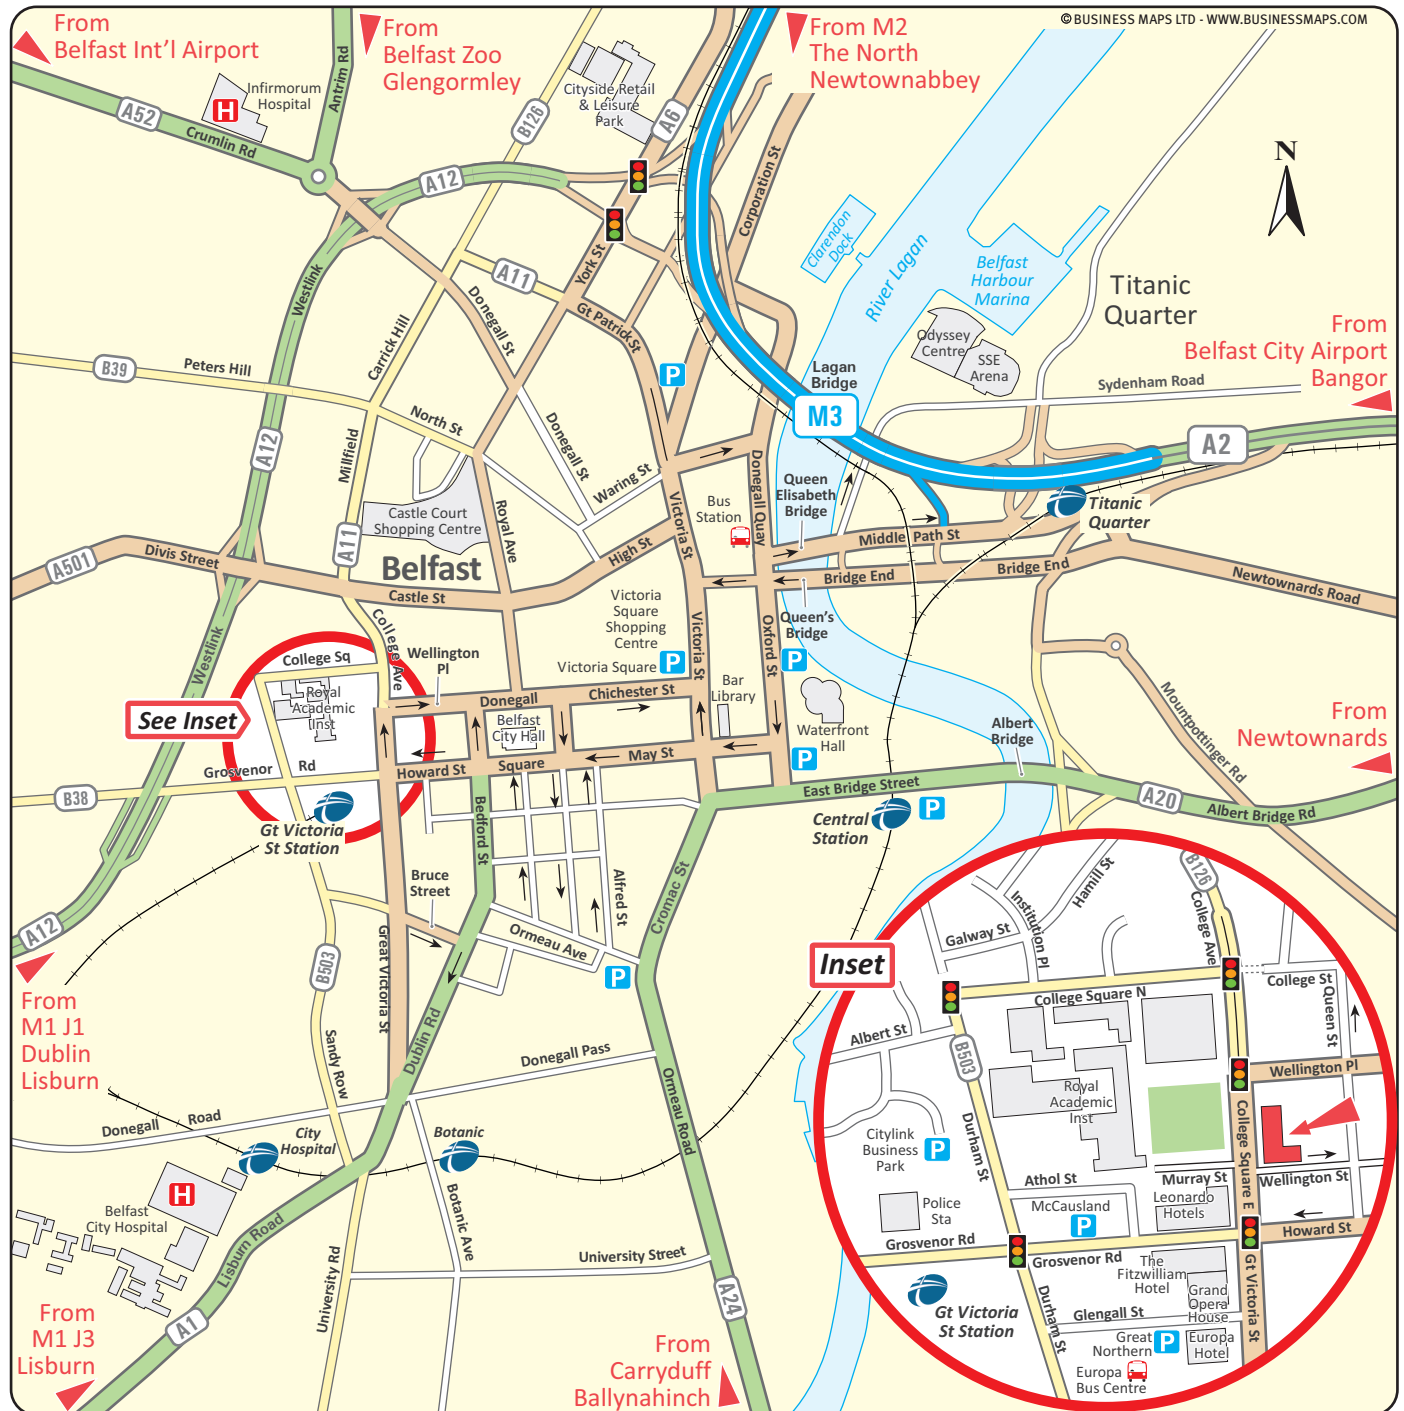 © BUSINESS MAPS LTD - WWW.BUSINESSMAPS.COM
From
Belfast Int'l Airport
From
Belfast Zoo
Glengormley
From M2
The North
Newtownabbey
Infirmorum
Hospital
H
Antrim Rd
A52
Crumlin Rd
B126
Cityside Retail
& Leisure
Park
A6
A12
Corporation St
Clarendon
Dock
River Lagan
Belfast
Harbour
Marina
N
Titanic
Quarter
From
Belfast City Airport
Bangor
Westlink
A11
York St
Donegall St
Gt Patrick St
Carrick Hill
B39
Peters Hill
P
Odyssey
Centre
SSE
Arena
Lagan
Bridge
M3
Sydenham Road
A2
North St
Donegall St
Millfield
A12
Waring St
Castle Court
Shopping Centre
Royal Ave
Victoria St
Bus
Station
Donegall Quay
Queen
Elisabeth
Bridge
Titanic
Quarter
Middle Path St
A501
Divis Street
A11
Belfast
High St
Castle St
Bridge End
Bridge End
Newtownards Road
Victoria
Square
Shopping
Centre
Victoria Square
P
Queen's
Bridge
Oxford St
P
Victoria St
Westlink
College Ave
College Sq
Wellington
Pl
Royal
Academic
Inst
See Inset
Donegall
Chichester St
Belfast
City Hall
Bar
Library
Waterfront
Hall
P
Albert
Bridge
Mountpottinger Rd
From
Newtownards
Grosvenor
Rd
Howard St
Square
May St
B38
Gt Victoria
St Station
Bedford St
East Bridge Street
Central
Station
P
A20
Albert Bridge Rd
Bruce
Street
Alfred St
Cromac St
Ormeau Ave
P
A12
B503
Great Victoria St
From
M1 J1
Dublin
Lisburn
Sandy Row
Dublin Rd
Donegall Pass
Ormeau Road
Donegall
Road
City
Hospital
Botanic
Belfast
City Hospital
H
Botanic Ave
Lisburn Road
University Street
University Rd
A1
A24
From
M1 J3
Lisburn
From
Carryduff
Ballynahinch
Inset
B126
Hamill St
Institution Pl
Galway St
College Ave
College Square N
College St
Queen St
Albert St
B503
Wellington Pl
Royal
Academic
Inst
College Square E
Citylink
Business
Park
P
Durham St
Athol St
Murray St
Wellington St
McCausland
P
Leonardo
Hotels
Police
Sta
Howard St
Grosvenor Rd
Grosvenor Rd
The
Fitzwilliam
Hotel
Grand
Opera
House
Gt Victoria St
Gt Victoria
St Station
Durham St
Glengall St
Great
Northern
P
Europa
Hotel
Europa
Bus Centre